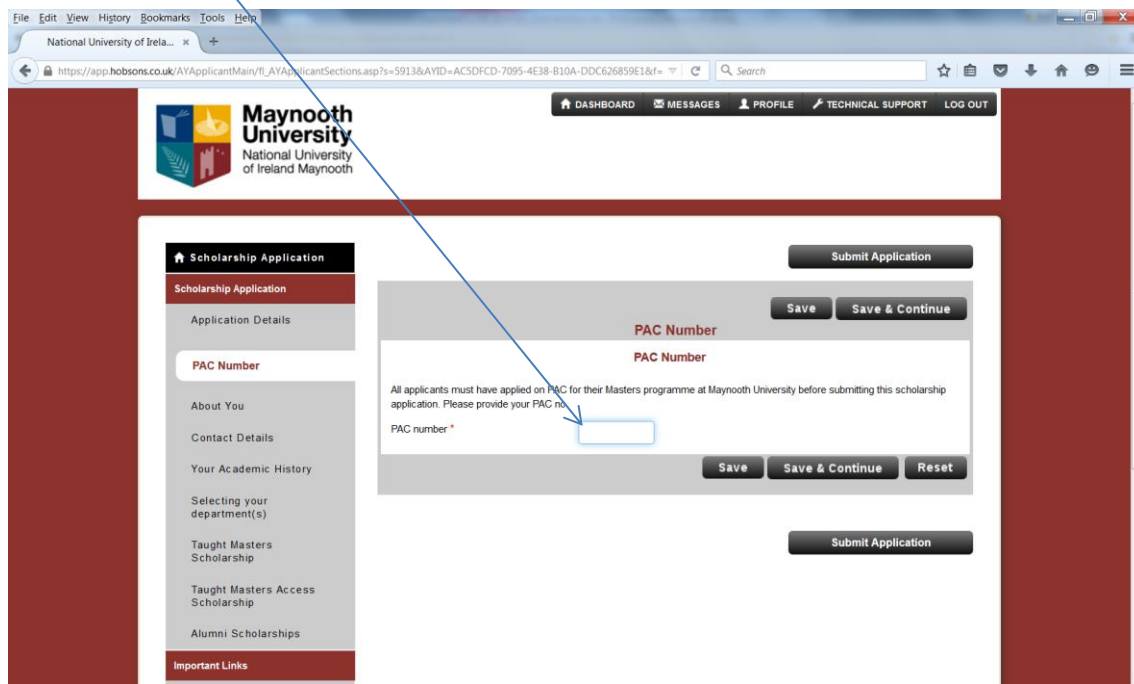 File Edit View History Bookmarks Tools Help
National University of Irela... × +
https://app.hobsons.co.uk/AYApplicantMain/fl_AYApplicantSections.asp?s=5913&AYID=AC5DFCD-7095-4E38-B10A-DDC626859E1&f= Search
DASHBOARD MESSAGES PROFILE TECHNICAL SUPPORT LOG OUT
Maynooth
University
National University
of Ireland Maynooth
Scholarship Application
Submit Application
Scholarship Application
Save Save & Continue
Application Details
PAC Number
PAC Number
PAC Number
All applicants must have applied on PAC for their Masters programme at Maynooth University before submitting this scholarship
application. Please provide your PAC no
PAC number *
About You
Contact Details
Your Academic History
Save Save & Continue Reset
Selecting your
department(s)
Taught Masters
Scholarship
Submit Application
Taught Masters Access
Scholarship
Alumni Scholarships
Important Links